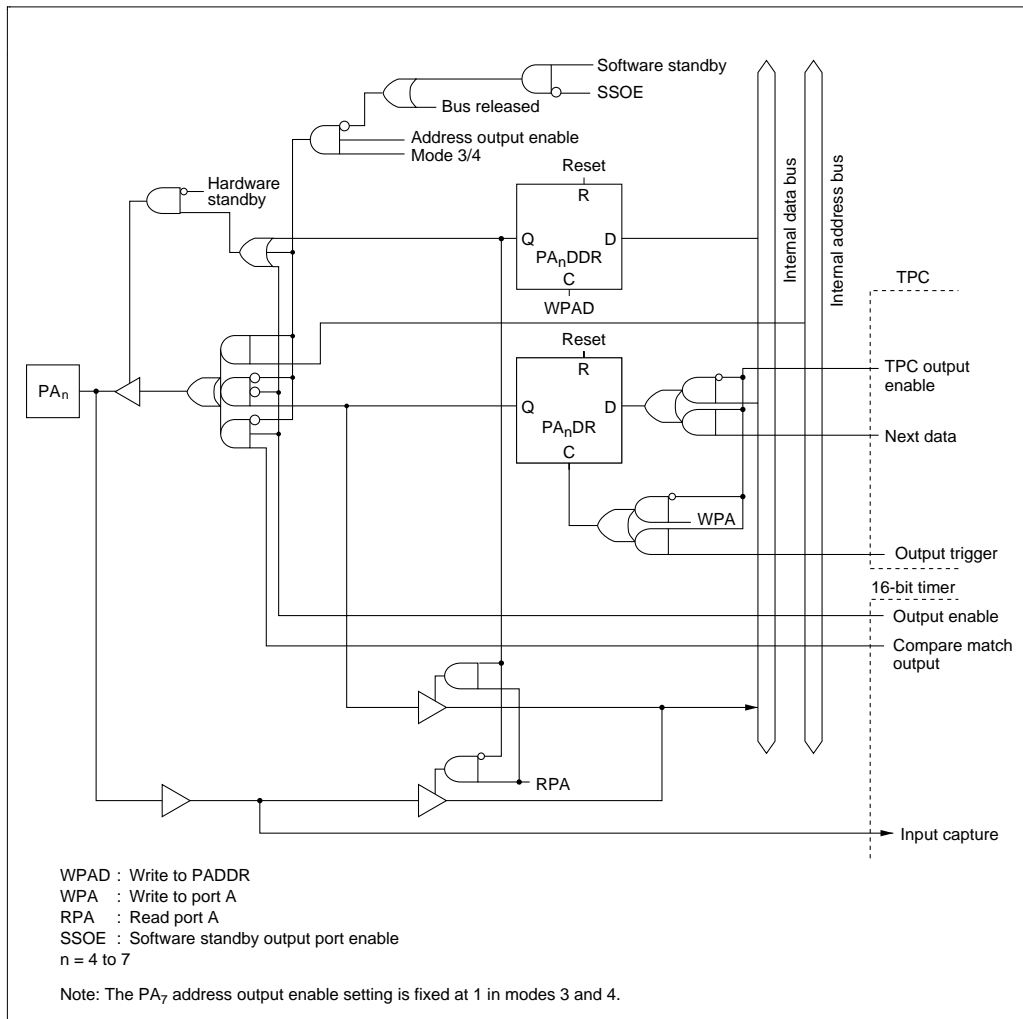 Software standby
SSOE
Bus released
Address output enable
Mode 3/4
Hardware
standby
Reset
R
Q
D
PAnDDR
C
WPAD
Internal data bus
Internal address bus
TPC
Reset
R
TPC output
enable
PAn
Q
D
PAnDR
C
Next data
WPA
Output trigger
16-bit timer
Output enable
Compare match
output
RPA
Input capture
WPAD : Write to PADDR
WPA : Write to port A
RPA : Read port A
SSOE : Software standby output port enable
n = 4 to 7
Note: The PA7 address output enable setting is fixed at 1 in modes 3 and 4.